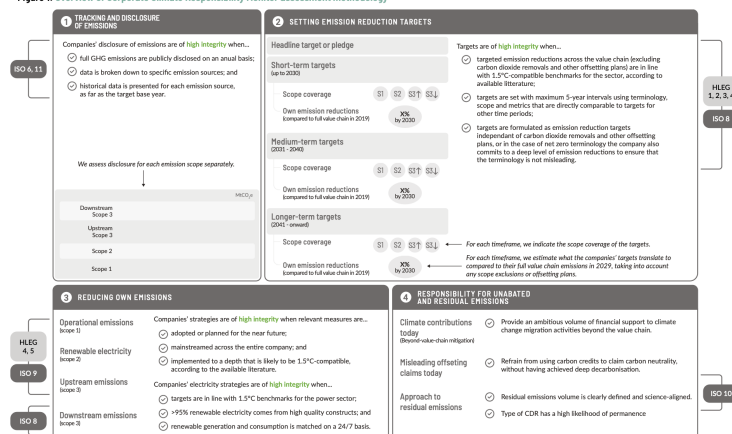 Figure 1: Overview of Corporate Climate Responsibility Monitor assessment methodology
1 TRACKING AND DISCLOSURE
OF EMISSIONS
Companies' disclosure of emissions are of high integrity when...
full GHG emissions are publicly disclosed on an anual basis;
data is broken down to specific emission sources; and
historical data is presented for each emission source,
as far as the target base year.
ISO 6, 11
We assess disclosure for each emission scope separately.
MtCO₂e
Downstream
Scope 3
Upstream
Scope 3
Scope 2
Scope 1
2 SETTING EMISSION REDUCTION TARGETS
Headline target or pledge
Short-term targets
(up to 2030)
Scope coverage S1 S2 S3↑ S3↓
Own emission reductions
(compared to full value chain in 2019)
X%
by 2030
Medium-term targets
(2031 - 2040)
Scope coverage S1 S2 S3↑ S3↓
Own emission reductions
(compared to full value chain in 2019)
X%
by 2030
Longer-term targets
(2041 - onward)
Scope coverage S1 S2 S3↑ S3↓
Own emission reductions
(compared to full value chain in 2019)
X%
by 2030
Targets are of high integrity when...
targeted emission reductions across the value chain (excluding
carbon dioxide removals and other offsetting plans) are in line
with 1.5°C-compatible benchmarks for the sector, according to
available litterature;
targets are set with maximum 5-year intervals using terminology,
scope and metrics that are directly comparable to targets for
other time periods;
targets are formulated as emission reduction targets
independant of carbon dioxide removals and other offsetting
plans, or in the case of net zero terminology the company also
commits to a deep level of emission reductions to ensure that
the terminology is not misleading.
For each timeframe, we indicate the scope coverage of the targets.
For each timeframe, we estimate what the companies' targets translate to
compared to their full value chain emissions in 2029, taking into account
any scope exclusions or ofsetting plans.
HLEG
1, 2, 3, 4
ISO 8
3 REDUCING OWN EMISSIONS
HLEG
4, 5
ISO 9
ISO 8
Operational emissions
(scope 1)
Renewable electricity
(scope 2)
Upstream emissions
(scope 3)
Downstream emissions
(scope 3)
Companies' strategies are of high integrity when relevant measures are...
adopted or planned for the near future;
mainstreamed across the entire company; and
implemented to a depth that is likely to be 1.5°C-compatible,
according to the available literature.
Companies' electricity strategies are of high integrity when...
targets are in line with 1.5°C benchmarks for the power sector;
>95% renewable electricity comes from high quality constructs; and
renewable generation and consumption is matched on a 24/7 basis.
4 RESPONSIBILITY FOR UNABATED
AND RESIDUAL EMISSIONS
Climate contributions
today
(Beyond-value-chain mitigation)
Provide an ambitious volume of financial support to climate
change migration activities beyond the value chain.
Misleading offseting
claims today
Refrain from using carbon credits to claim carbon neutrality,
without having achieved deep decarbonisation.
Approach to
residual emissions
Residual emissions volume is clearly defined and science-aligned.
Type of CDR has a high likelihood of permanence
ISO 10